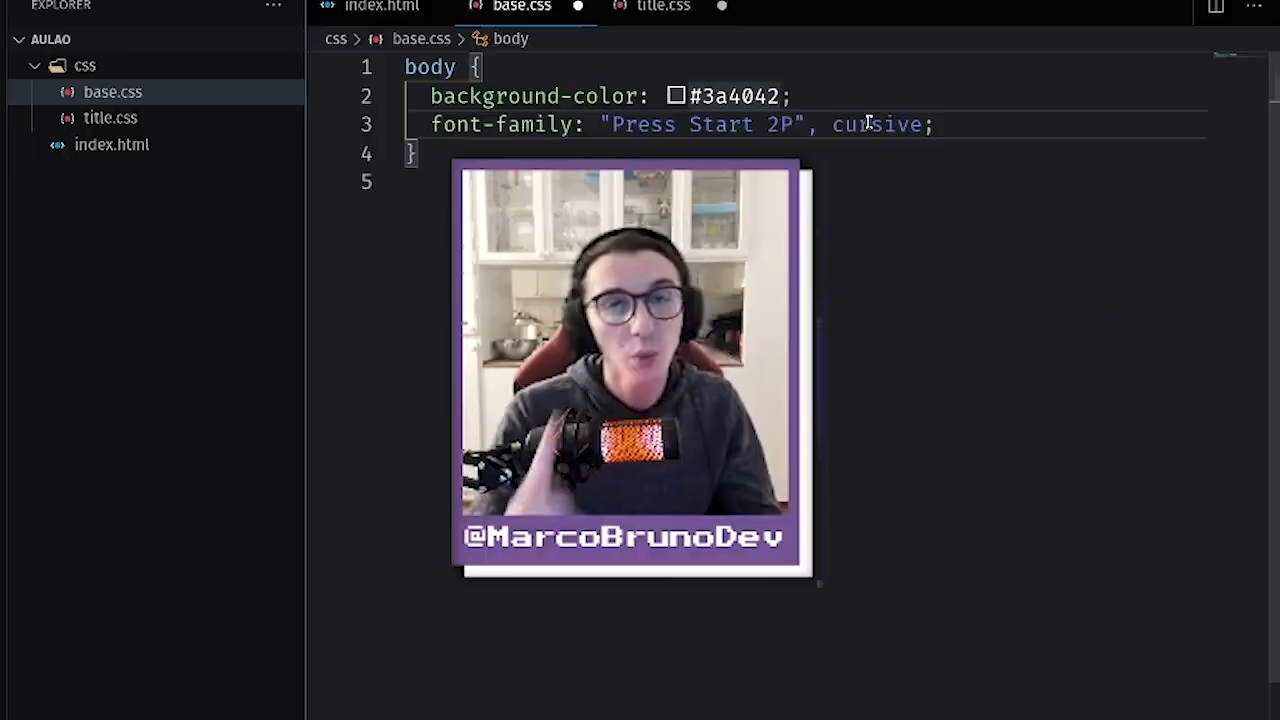 EXPLORER ···
index.html base.css title.css ···
AULAO
css > base.css > body
css
base.css
title.css
index.html
1 body {
2 background-color: #3a4042;
3 font-family: "Press Start 2P", cursive;
4 }
5
@MarcoBrunoDev